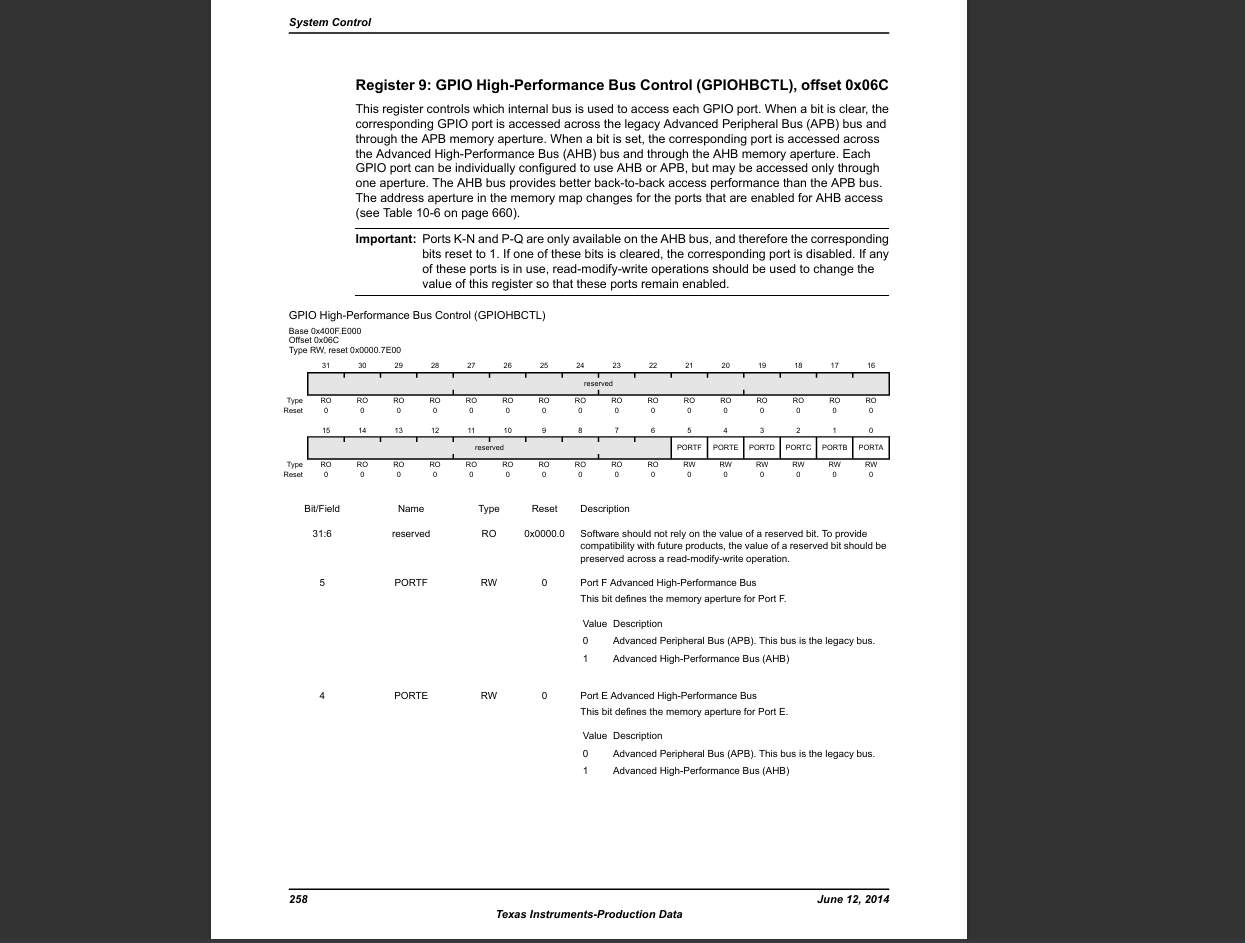 System Control
Register 9: GPIO High-Performance Bus Control (GPIOHBCTL), offset 0x06C
This register controls which internal bus is used to access each GPIO port. When a bit is clear, the
corresponding GPIO port is accessed across the legacy Advanced Peripheral Bus (APB) bus and
through the APB memory aperture. When a bit is set, the corresponding port is accessed across
the Advanced High-Performance Bus (AHB) bus and through the AHB memory aperture. Each
GPIO port can be individually configured to use AHB or APB, but may be accessed only through
one aperture. The AHB bus provides better back-to-back access performance than the APB bus.
The address aperture in the memory map changes for the ports that are enabled for AHB access
(see Table 10-6 on page 660).
Important: Ports K-N and P-Q are only available on the AHB bus, and therefore the corresponding
bits reset to 1. If one of these bits is cleared, the corresponding port is disabled. If any
of these ports is in use, read-modify-write operations should be used to change the
value of this register so that these ports remain enabled.
GPIO High-Performance Bus Control (GPIOHBCTL)
Base 0x400F.E000
Offset 0x06C
Type RW, reset 0x0000.7E00
31 30 29 28 27 26 25 24 23 22 21 20 19 18 17 16
reserved
Type RO RO RO RO RO RO RO RO RO RO RO RO RO RO RO RO
Reset 0 0 0 0 0 0 0 0 0 0 0 0 0 0 0 0
15 14 13 12 11 10 9 8 7 6 5 4 3 2 1 0
reserved PORTF PORTE PORTD PORTC PORTB PORTA
Type RO RO RO RO RO RO RO RO RO RO RW RW RW RW RW RW
Reset 0 0 0 0 0 0 0 0 0 0 0 0 0 0 0 0
Bit/Field Name Type Reset Description
31:6 reserved RO 0x0000.0 Software should not rely on the value of a reserved bit. To provide
compatibility with future products, the value of a reserved bit should be
preserved across a read-modify-write operation.
5 PORTF RW 0 Port F Advanced High-Performance Bus
This bit defines the memory aperture for Port F.
Value Description
0 Advanced Peripheral Bus (APB). This bus is the legacy bus.
1 Advanced High-Performance Bus (AHB)
4 PORTE RW 0 Port E Advanced High-Performance Bus
This bit defines the memory aperture for Port E.
Value Description
0 Advanced Peripheral Bus (APB). This bus is the legacy bus.
1 Advanced High-Performance Bus (AHB)
258 June 12, 2014
Texas Instruments-Production Data